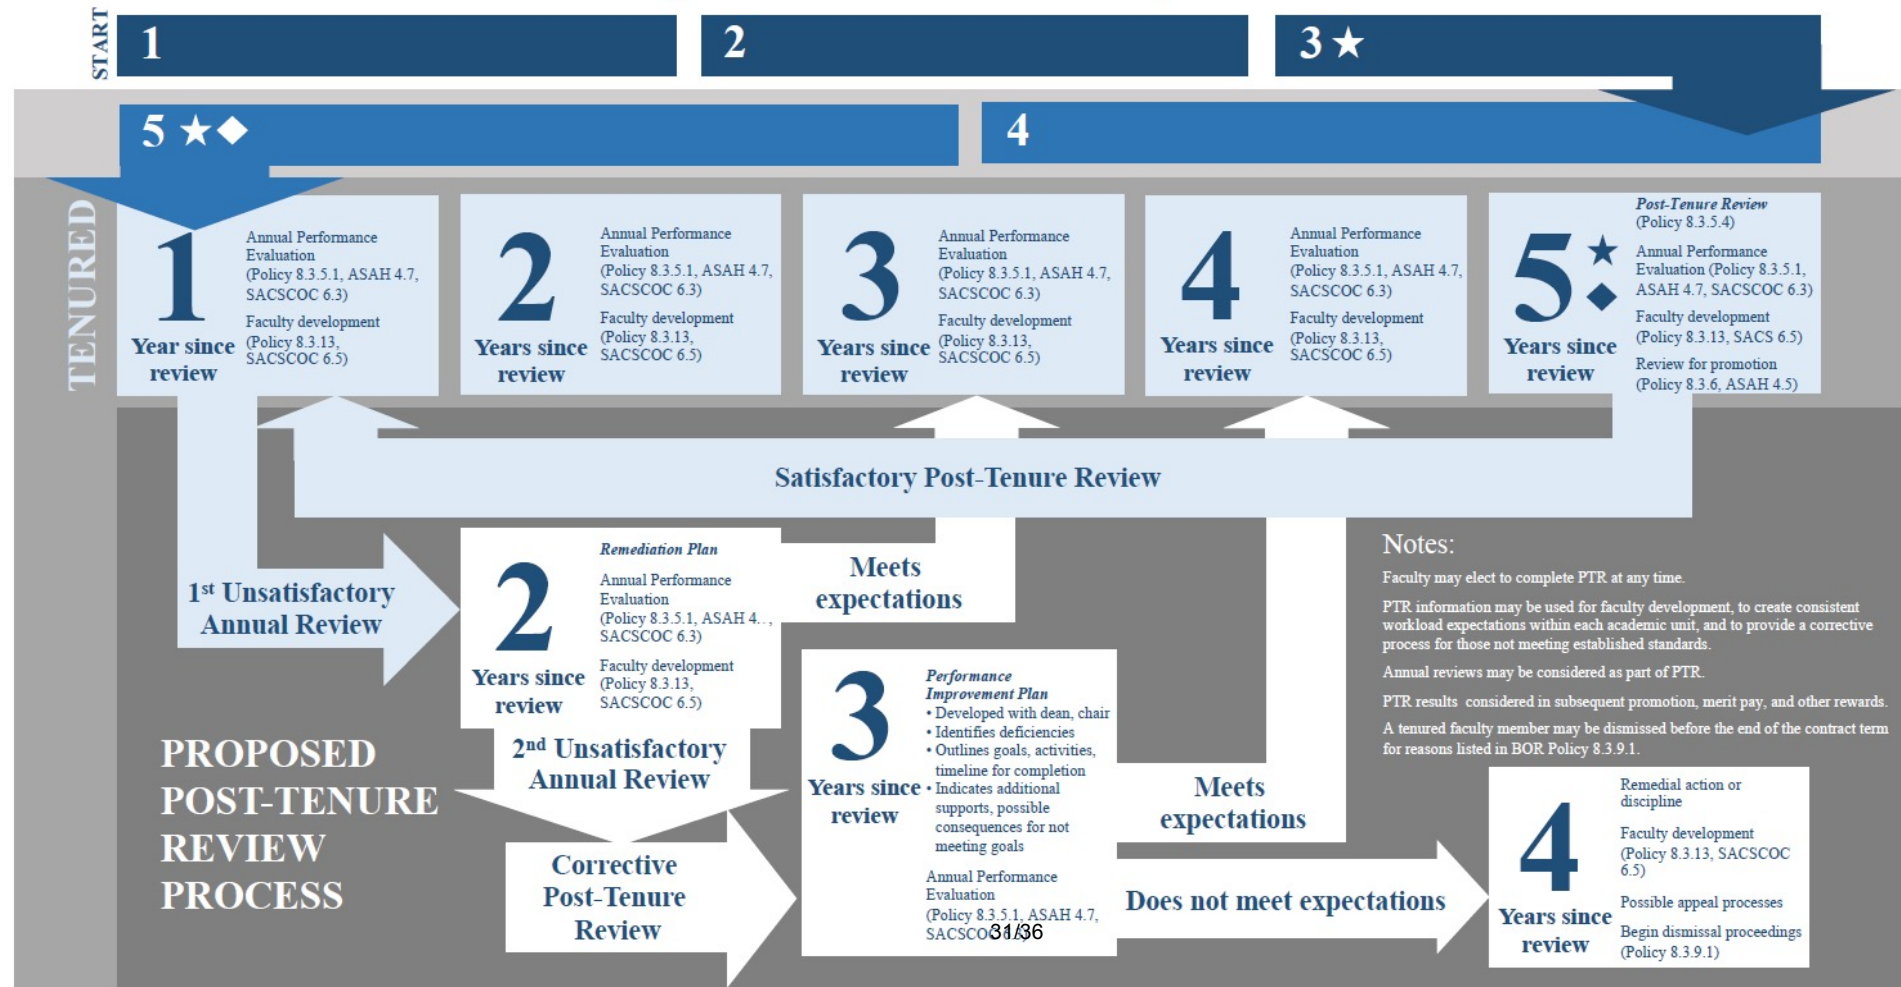 START
1
2
3 ★
5 ★◆
4
TENURED
1
Year since
review
Annual Performance
Evaluation
(Policy 8.3.5.1, ASAH 4.7,
SACSCOC 6.3)
Faculty development
(Policy 8.3.13,
SACSCOC 6.5)
2
Years since
review
Annual Performance
Evaluation
(Policy 8.3.5.1, ASAH 4.7,
SACSCOC 6.3)
Faculty development
(Policy 8.3.13,
SACSCOC 6.5)
3
Years since
review
Annual Performance
Evaluation
(Policy 8.3.5.1, ASAH 4.7,
SACSCOC 6.3)
Faculty development
(Policy 8.3.13,
SACSCOC 6.5)
4
Years since
review
Annual Performance
Evaluation
(Policy 8.3.5.1, ASAH 4.7,
SACSCOC 6.3)
Faculty development
(Policy 8.3.13,
SACSCOC 6.5)
5 ★
◆
Years since
review
Post-Tenure Review
(Policy 8.3.5.4)
Annual Performance
Evaluation (Policy 8.3.5.1,
ASAH 4.7, SACSCOC 6.3)
Faculty development
(Policy 8.3.13, SACS 6.5)
Review for promotion
(Policy 8.3.6, ASAH 4.5)
Satisfactory Post-Tenure Review
1st Unsatisfactory
Annual Review
2
Years since
review
Remediation Plan
Annual Performance
Evaluation
(Policy 8.3.5.1, ASAH
SACSCOC 6.3)
Faculty development
(Policy 8.3.13,
SACSCOC 6.5)
Meets
expectations
2nd Unsatisfactory
Annual Review
Corrective
Post-Tenure
Review
3
Years since
review
Performance
Improvement Plan
• Developed with dean, chair
• Identifies deficiencies
• Outlines goals, activities,
timeline for completion
• Indicates additional
supports, possible
consequences for not
meeting goals
Annual Performance
Evaluation
(Policy 8.3.5.1, ASAH 4.7,
31/36
Meets
expectations
Does not meet expectations
Notes:
Faculty may elect to complete PTR at any time.
PTR information may be used for faculty development, to create consistent
workload expectations within each academic unit, and to provide a corrective
process for those not meeting established standards.
Annual reviews may be considered as part of PTR.
PTR results considered in subsequent promotion, merit pay, and other rewards.
A tenured faculty member may be dismissed before the end of the contract term
for reasons listed in BOR Policy 8.3.9.1.
4
Years since
review
Remedial action or
discipline
Faculty development
(Policy 8.3.13, SACSCOC
6.5)
Possible appeal processes
Begin dismissal proceedings
(Policy 8.3.9.1)
PROPOSED
POST-TENURE
REVIEW
PROCESS